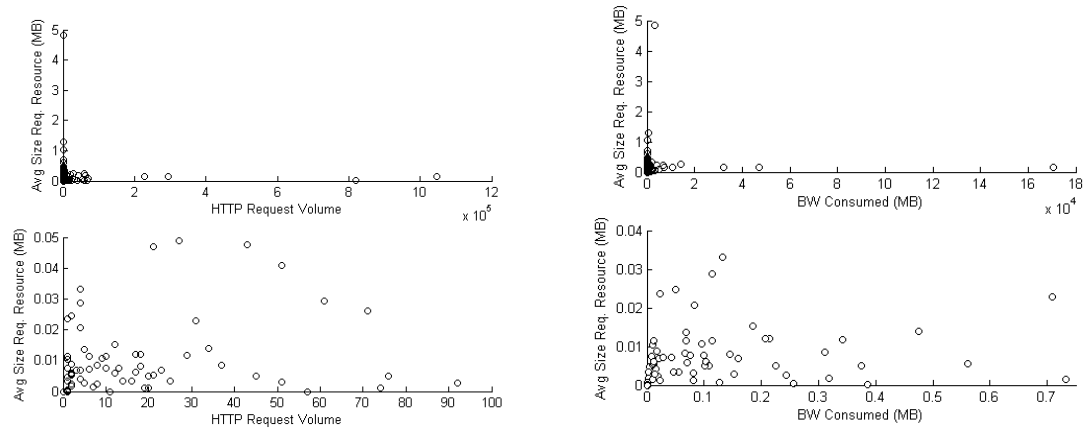 Avg Size Req. Resource (MB)
5
4
3
2
1
0
0 2 4 6 8 10 12
HTTP Request Volume
x 10^5
Avg Size Req. Resource (MB)
5
4
3
2
1
0
0 2 4 6 8 10 12 14 16 18
BW Consumed (MB)
x 10^4
Avg Size Req. Resource (MB)
0.05
0.04
0.03
0.02
0.01
0
0 10 20 30 40 50 60 70 80 90 100
HTTP Request Volume
Avg Size Req. Resource (MB)
0.04
0.03
0.02
0.01
0
0 0.1 0.2 0.3 0.4 0.5 0.6 0.7
BW Consumed (MB)